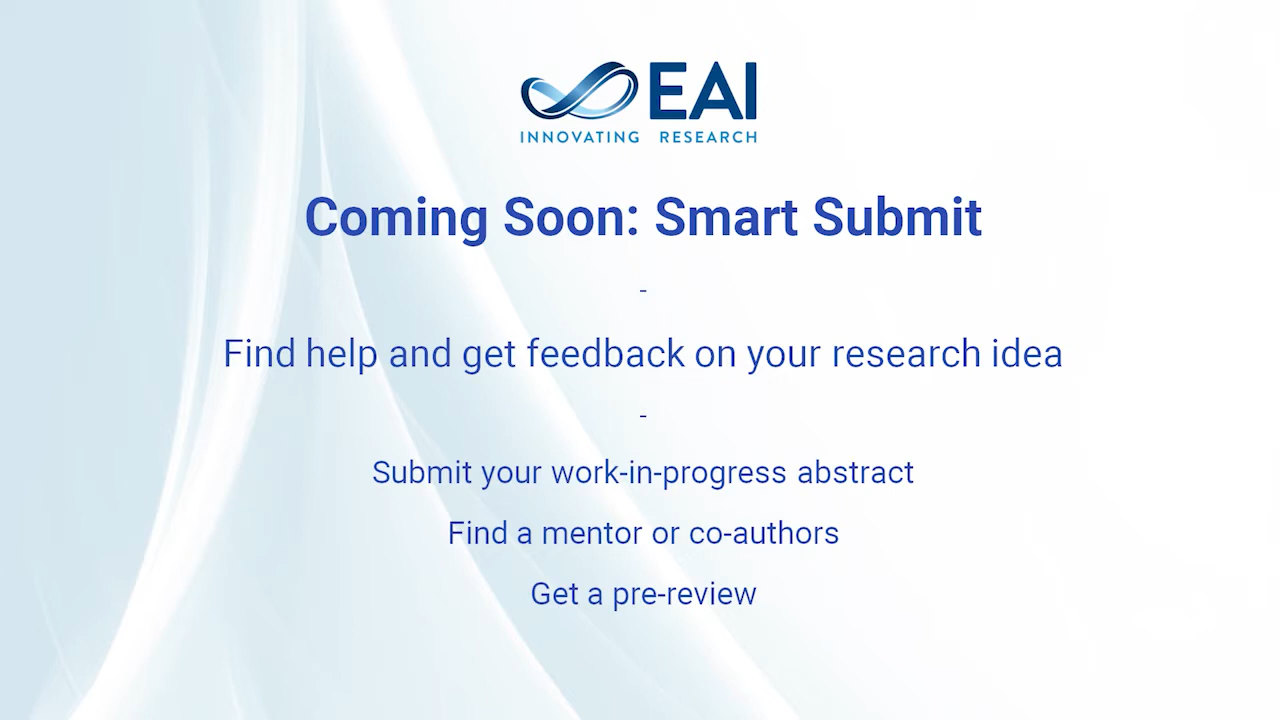 EAI
INNOVATING RESEARCH
Coming Soon: Smart Submit
-
Find help and get feedback on your research idea
-
Submit your work-in-progress abstract
Find a mentor or co-authors
Get a pre-review